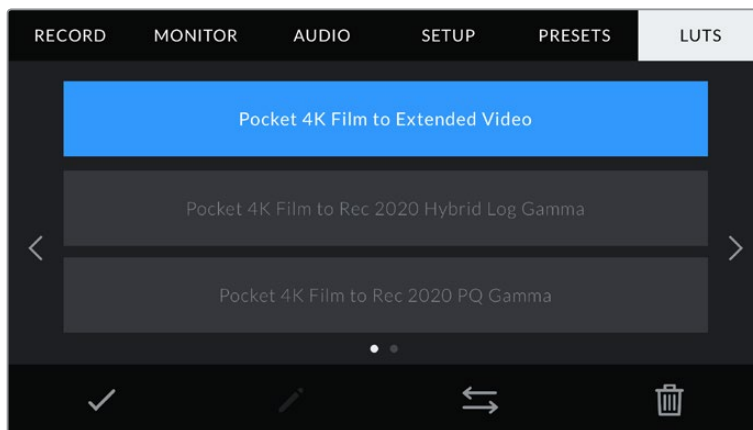 RECORD MONITOR AUDIO SETUP PRESETS LUTS
Pocket 4K Film to Extended Video
Pocket 4K Film to Rec 2020 Hybrid Log Gamma
Pocket 4K Film to Rec 2020 PQ Gamma